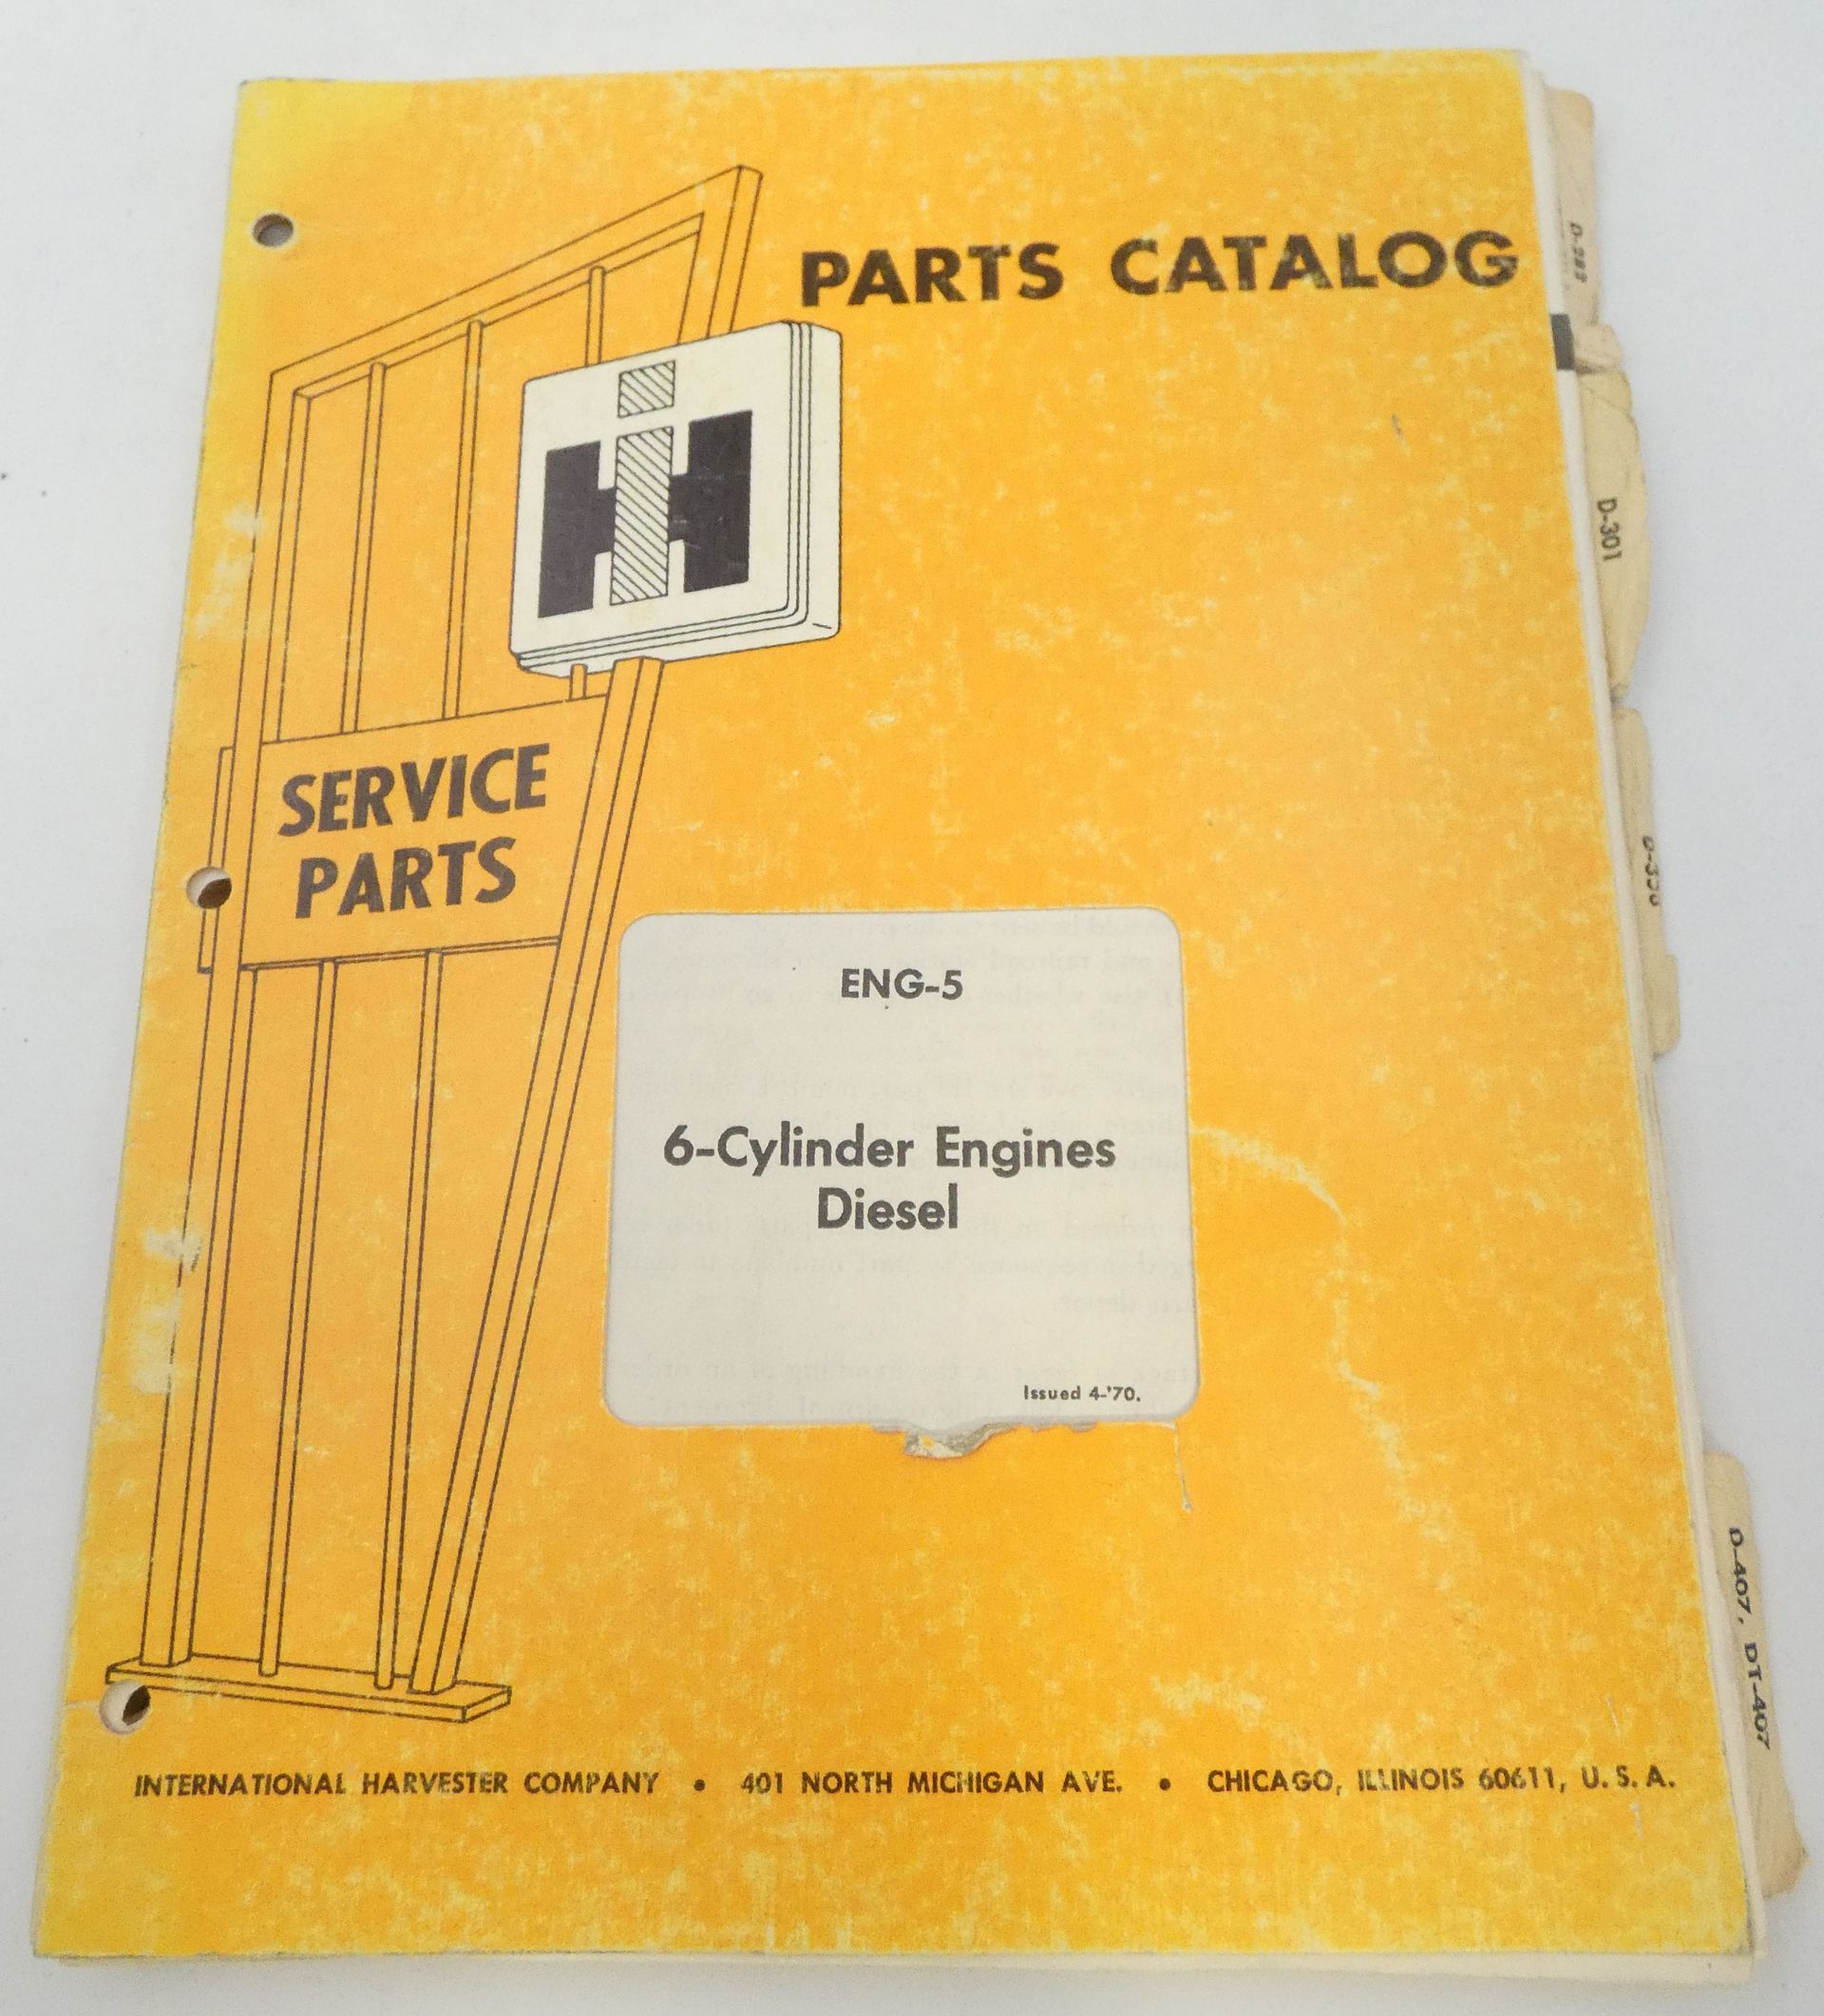 PARTS CATALOG
IH
SERVICE
PARTS
ENG-5
6-Cylinder Engines
Diesel
Issued 4-'70.
INTERNATIONAL HARVESTER COMPANY • 401 NORTH MICHIGAN AVE. • CHICAGO, ILLINOIS 60611, U.S.A.
D-301
D-407, DT-407